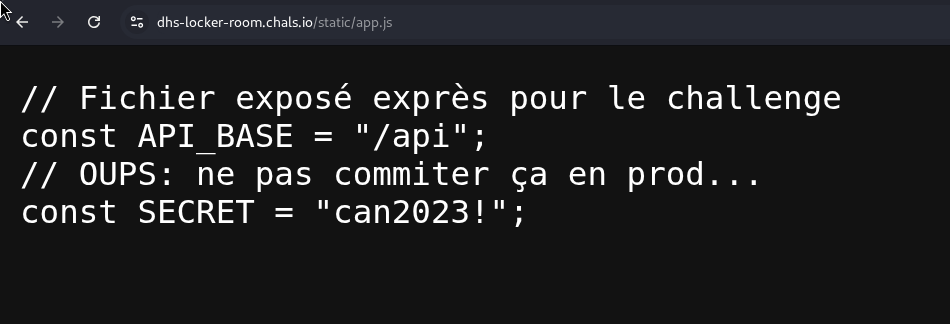 dhs-locker-room.chals.io/static/app.js
// Fichier exposé exprès pour le challenge
const API_BASE = "/api";
// OUPS: ne pas commiter ça en prod...
const SECRET = "can2023!";